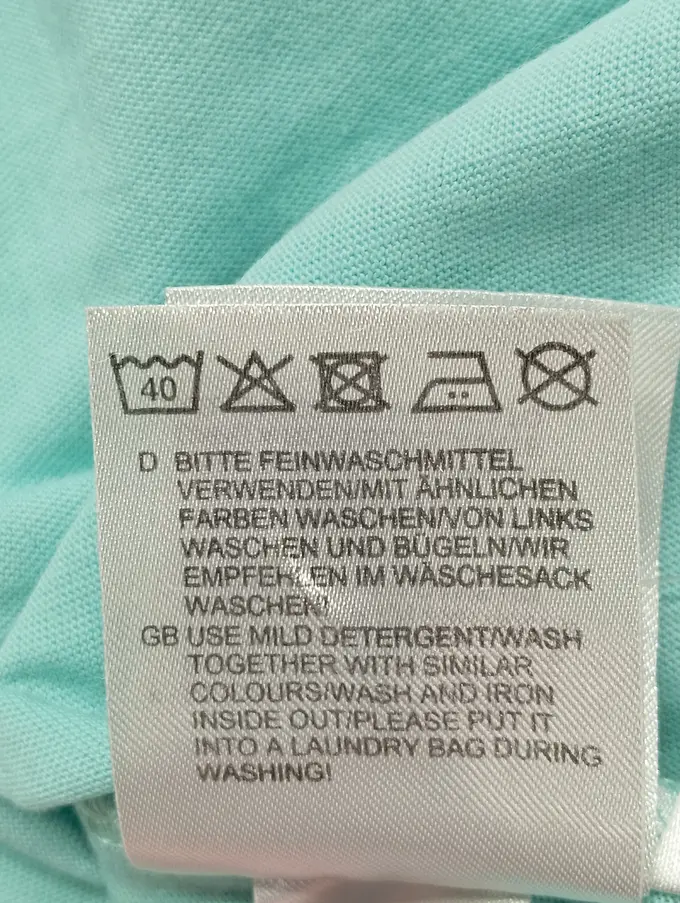 40
D BITTE FEINWASCHMITTEL
VERWENDEN/MIT ÄHNLICHEN
FARBEN WASCHEN/VON LINKS
WASCHEN UND BÜGELN/WIR
EMPFEHLEN IM WÄSCHESACK
WASCHEN!
GB USE MILD DETERGENT/WASH
TOGETHER WITH SIMILAR
COLOURS/WASH AND IRON
INSIDE OUT/PLEASE PUT IT
INTO A LAUNDRY BAG DURING
WASHING!